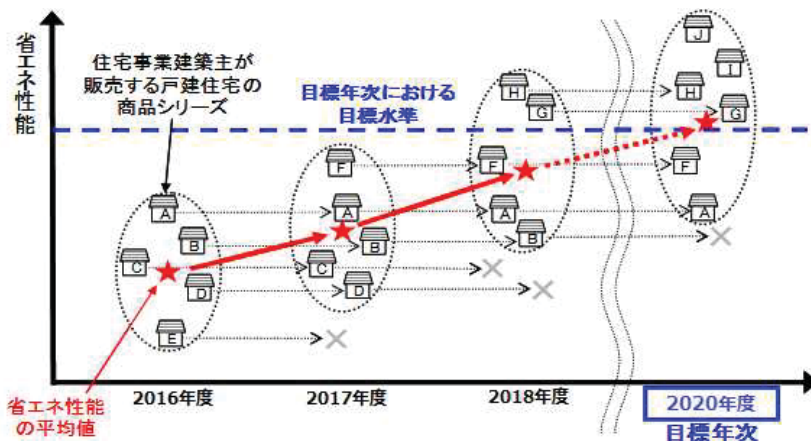 省エネ性能
住宅事業建築主が
販売する戸建住宅の
商品シリーズ
目標年次における
目標水準
A
B
C
D
E
F
A
B
C
D
H
G
F
A
B
J
I
H
G
F
A
省エネ性能
の平均値
2016年度
2017年度
2018年度
2020年度
目標年次